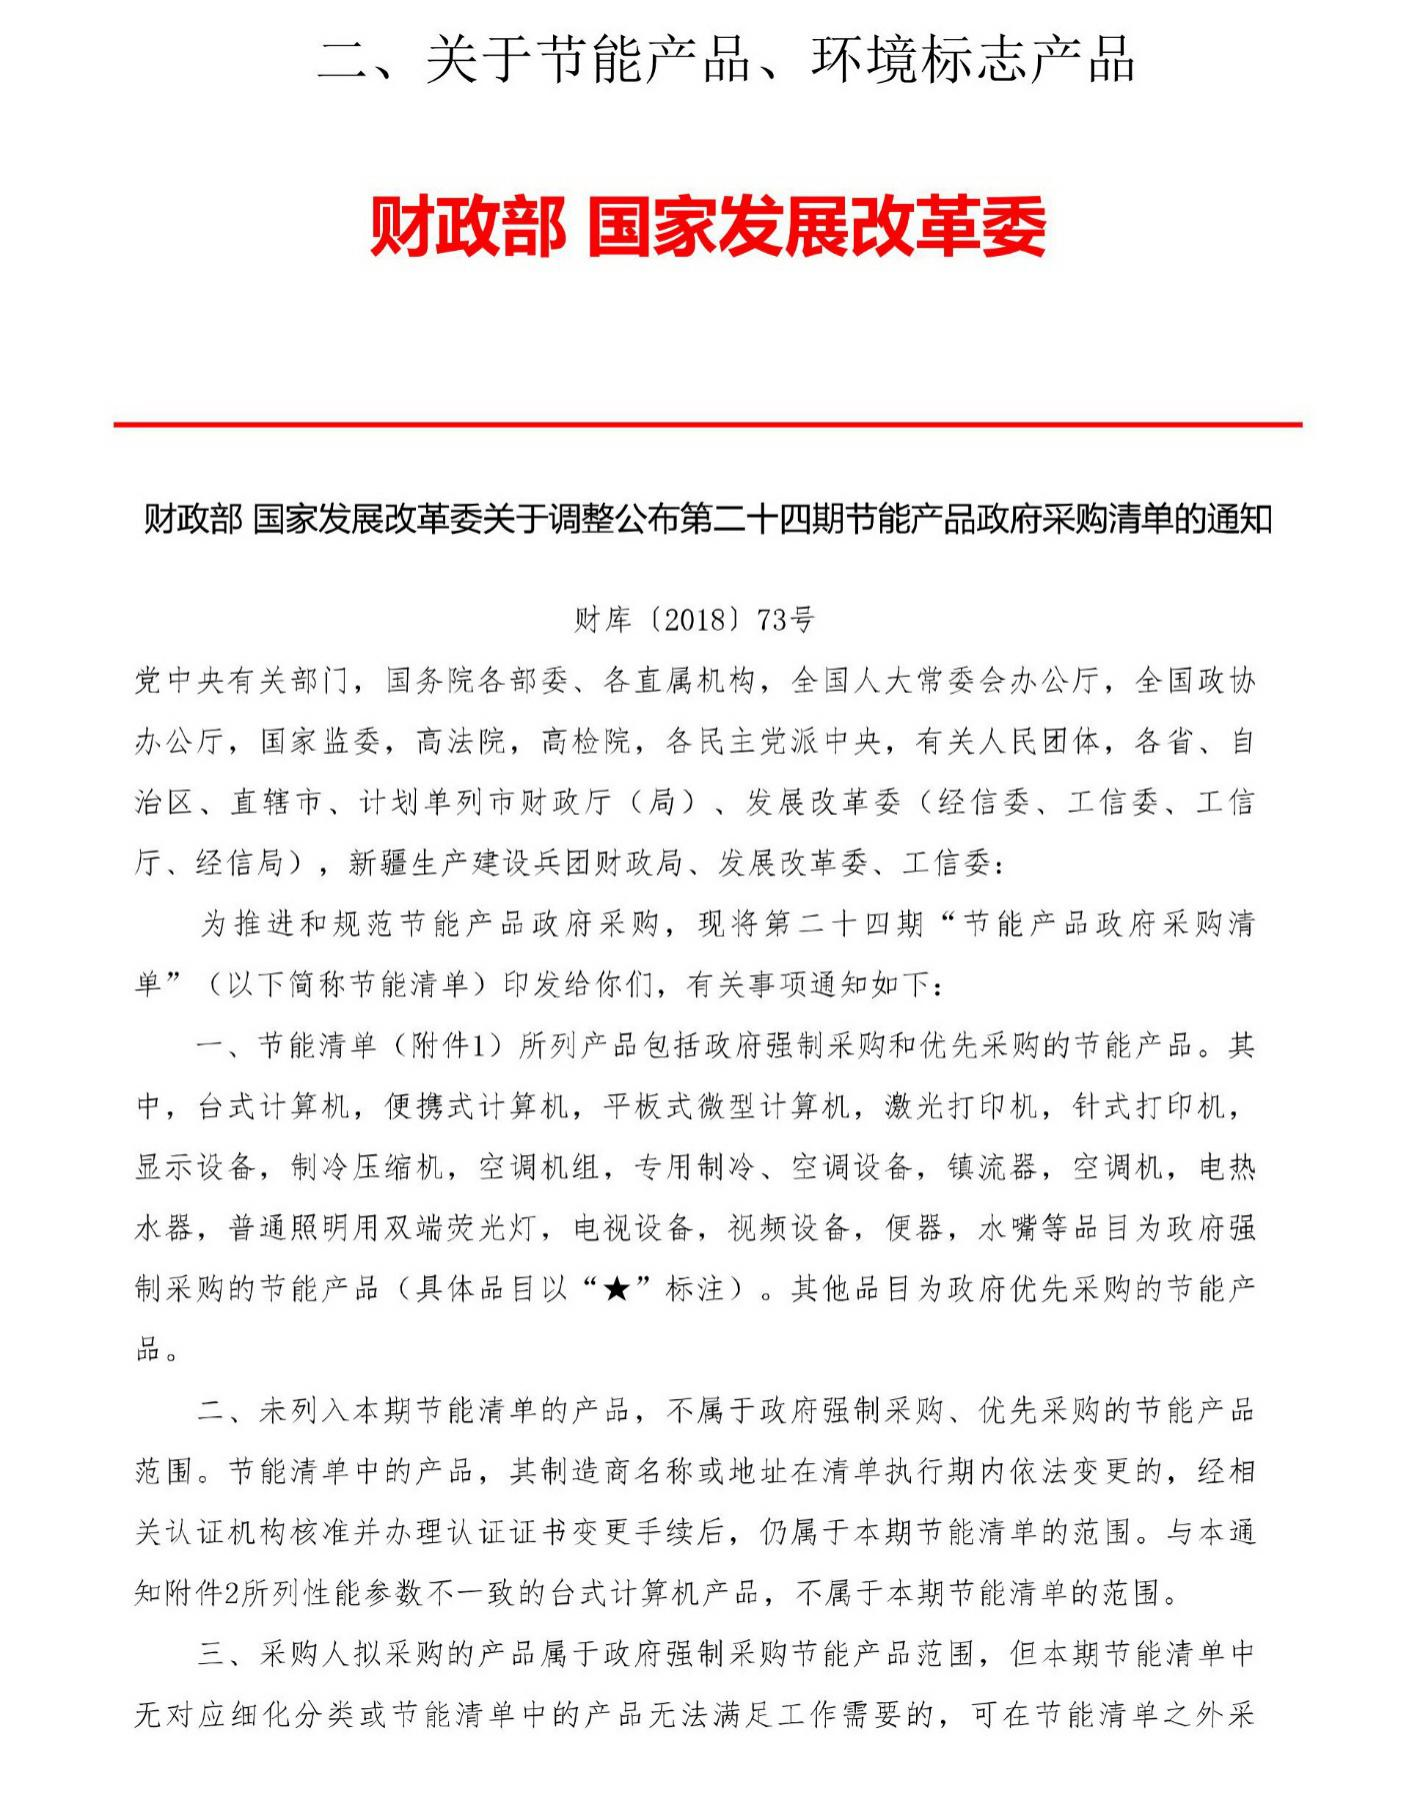 二、关于节能产品、环境标志产品
财政部 国家发展改革委
财政部 国家发展改革委关于调整公布第二十四期节能产品政府采购清单的通知
财库〔2018〕73号
党中央有关部门，国务院各部委、各直属机构，全国人大常委会办公厅，全国政协
办公厅，国家监委，高法院，高检院，各民主党派中央，有关人民团体，各省、自
治区、直辖市、计划单列市财政厅（局）、发展改革委（经信委、工信委、工信
厅、经信局），新疆生产建设兵团财政局、发展改革委、工信委：
为推进和规范节能产品政府采购，现将第二十四期“节能产品政府采购清
单”（以下简称节能清单）印发给你们，有关事项通知如下：
一、节能清单（附件1）所列产品包括政府强制采购和优先采购的节能产品。其
中，台式计算机，便携式计算机，平板式微型计算机，激光打印机，针式打印机，
显示设备，制冷压缩机，空调机组，专用制冷、空调设备，镇流器，空调机，电热
水器，普通照明用双端荧光灯，电视设备，视频设备，便器，水嘴等品目为政府强
制采购的节能产品（具体品目以“★”标注）。其他品目为政府优先采购的节能产
品。
二、未列入本期节能清单的产品，不属于政府强制采购、优先采购的节能产品
范围。节能清单中的产品，其制造商名称或地址在清单执行期内依法变更的，经相
关认证机构核准并办理认证证书变更手续后，仍属于本期节能清单的范围。与本通
知附件2所列性能参数不一致的台式计算机产品，不属于本期节能清单的范围。
三、采购人拟采购的产品属于政府强制采购节能产品范围，但本期节能清单中
无对应细化分类或节能清单中的产品无法满足工作需要的，可在节能清单之外采